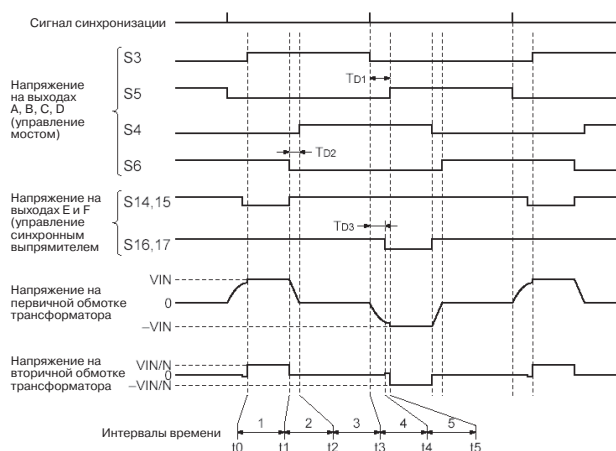 Сигнал синхронизации
S3
TD1
Напряжение
на выходах
A, B, C, D
(управление
мостом)
S5
S4
TD2
S6
Напряжение на
выходах E и F
(управление
синхронным
выпрямителем
S14,15
TD3
S16,17
VIN
Напряжение на
первичной обмотке
трансформатора
0
–VIN
Напряжение на
вторичной обмотке
трансформатора
VIN/N
0
–VIN/N
Интервалы времени
1 2 3 4 5
t0 t1 t2 t3 t4 t5